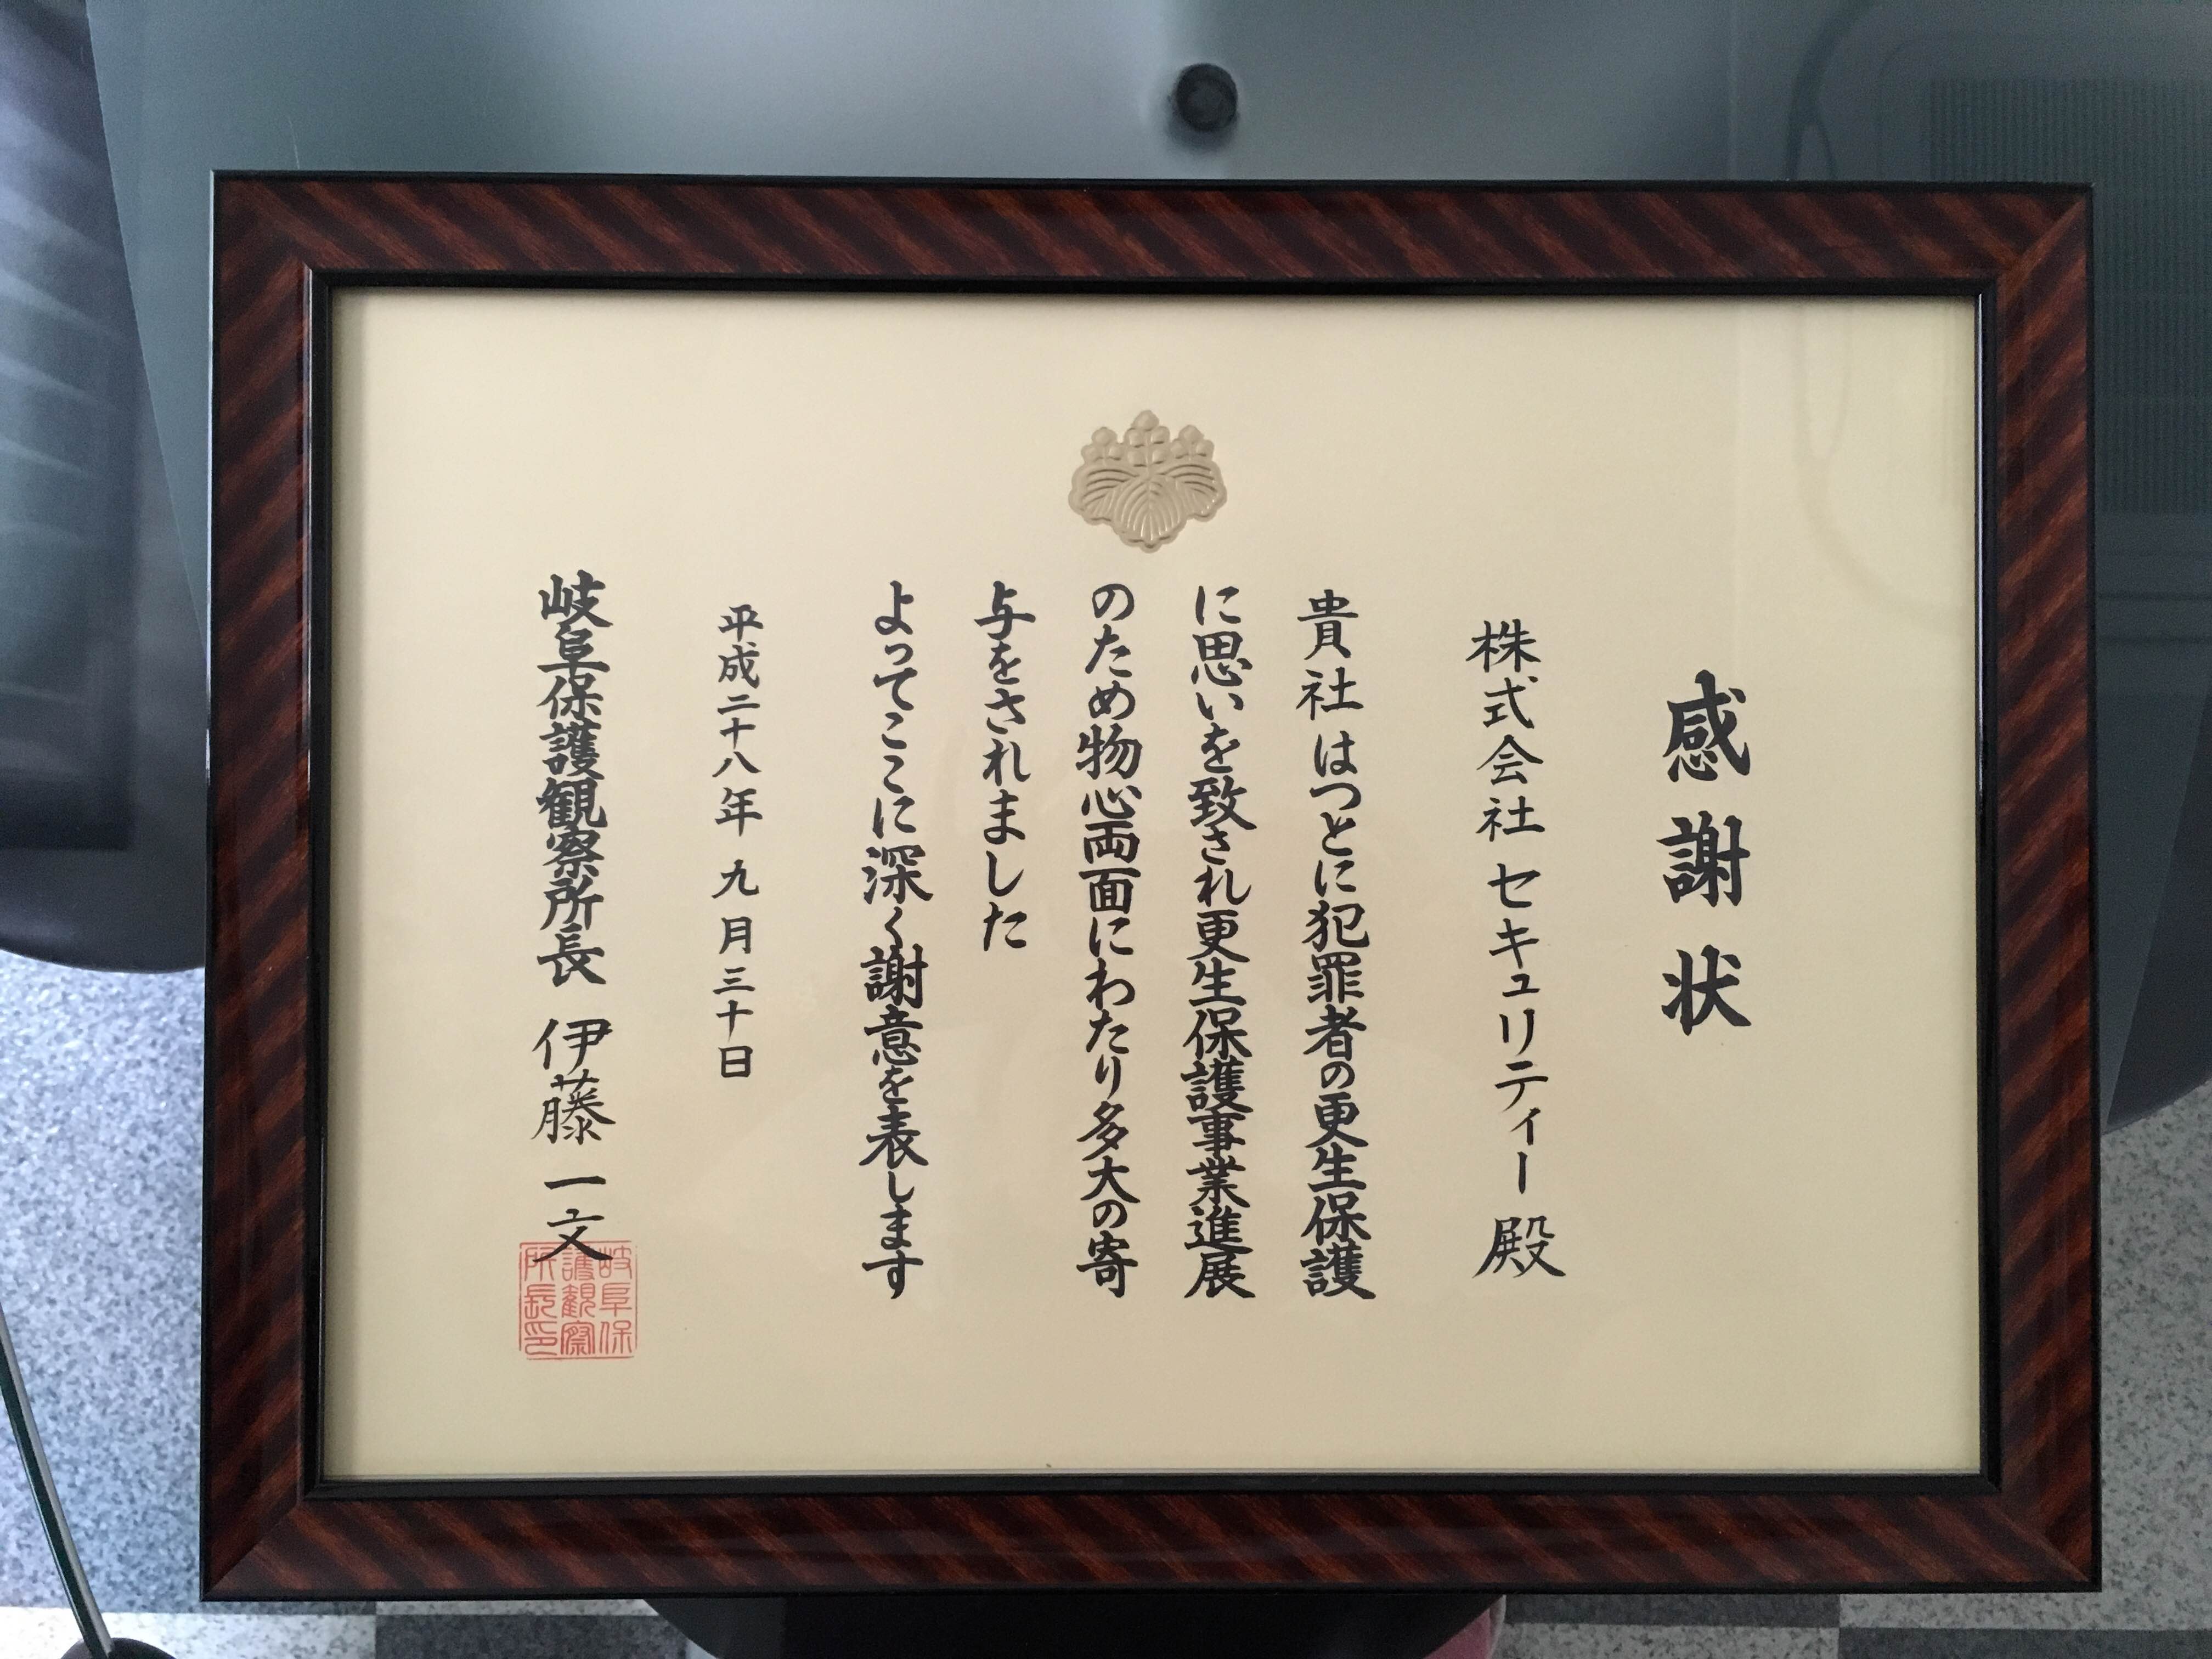 感謝状
株式会社セキュリティー 殿
貴社はつとに犯罪者の更生保護
に思いを致され更生保護事業進展
のため物心両面にわたり多大の寄
与をされました
よってここに深く謝意を表します
平成二十八年九月三十日
岐阜保護観察所長 伊藤一文
岐阜保
護観察
所長印